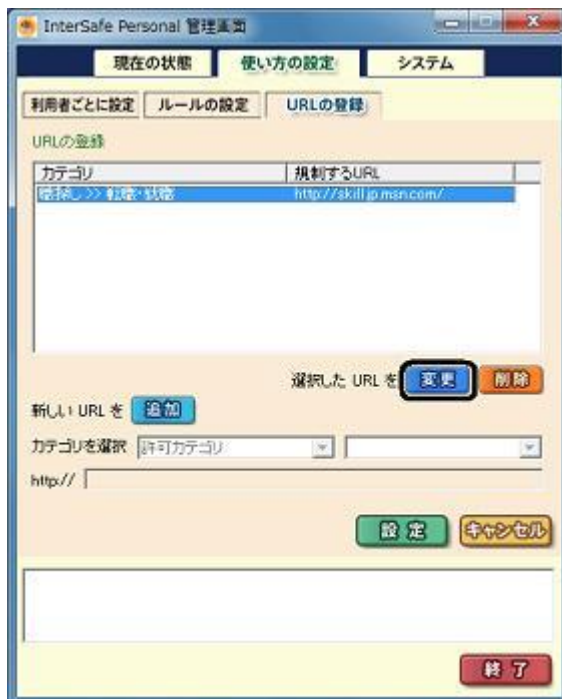 InterSafe Personal 管理画面
現在の状態 使い方の設定 システム
利用者ごとに設定 ルールの設定 URLの登録
URLの登録
カテゴリ 規制するURL
職探し >> 転職・就職 http://skill.jp.msn.com/
選択した URL を 変更 削除
新しい URL を 追加
カテゴリを選択 許可カテゴリ
http://
設定 キャンセル
終了